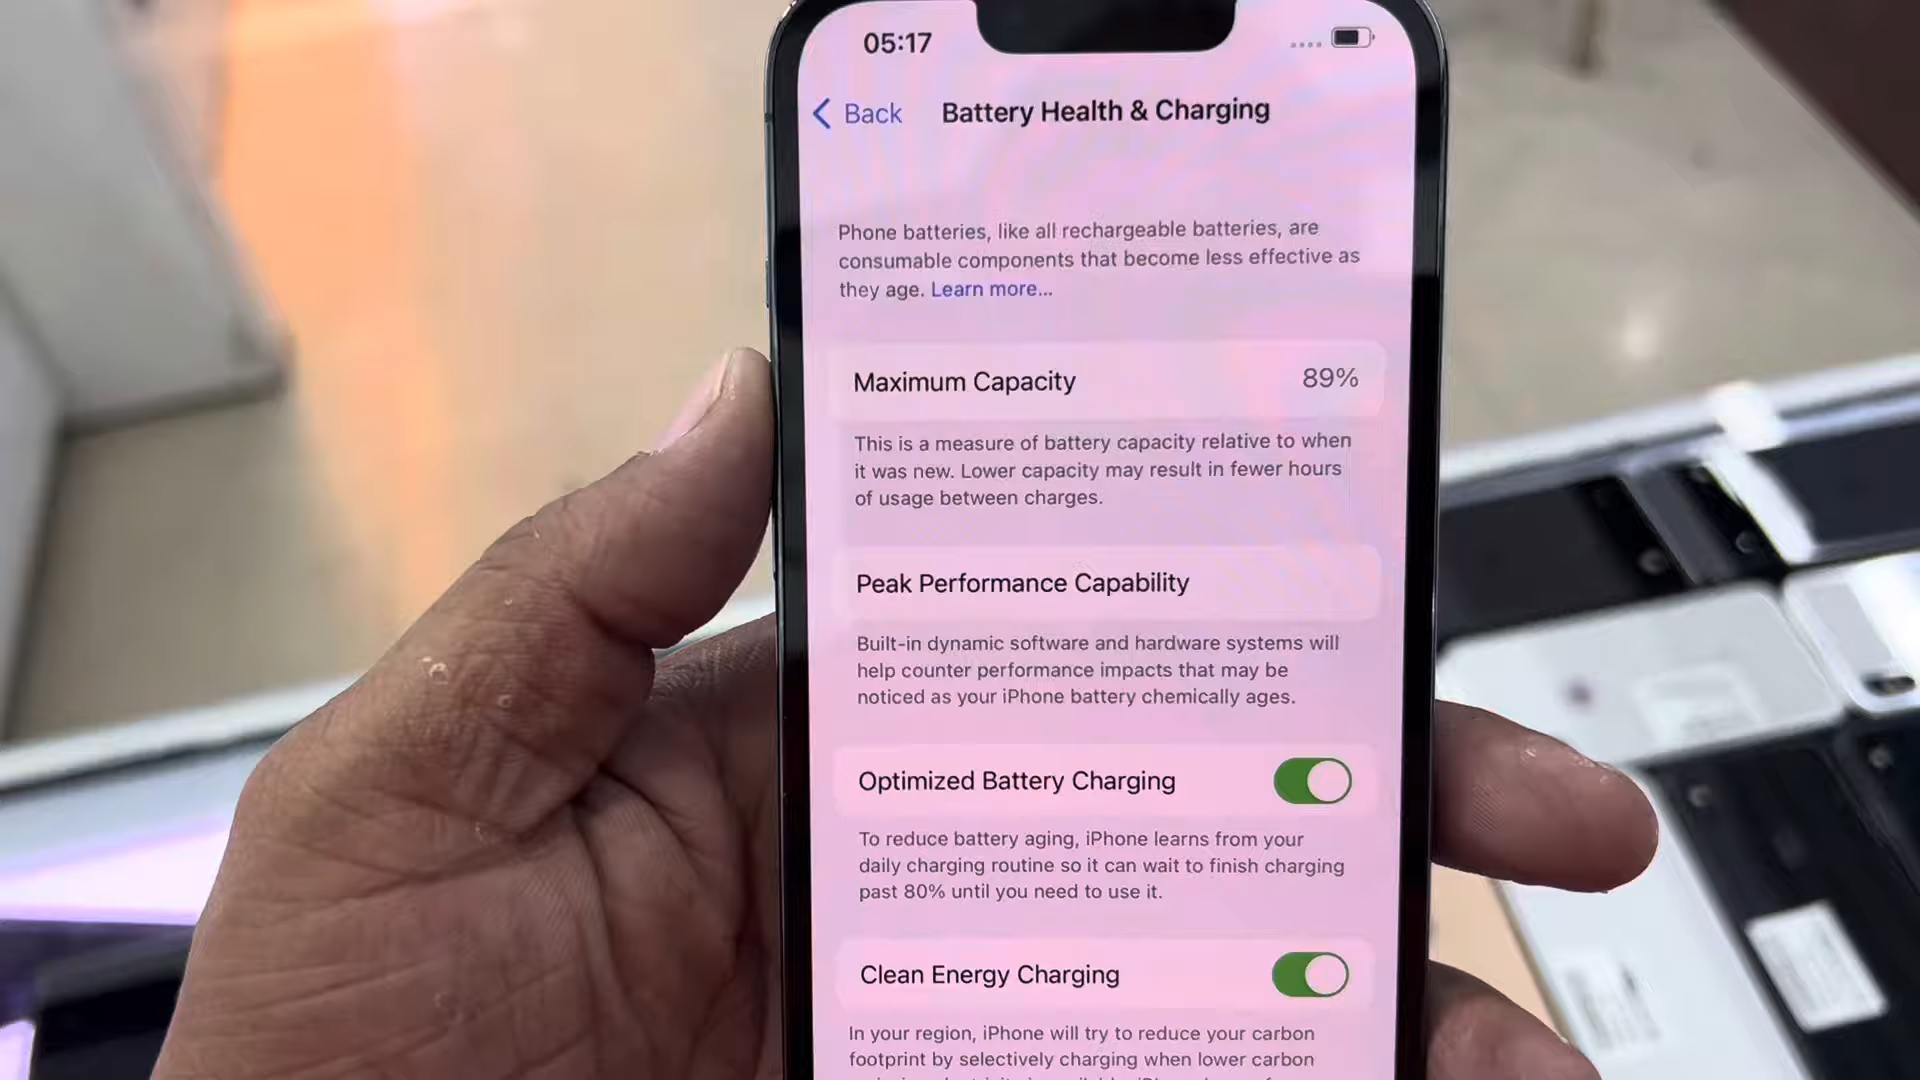 05:17
Back
Battery Health & Charging
Phone batteries, like all rechargeable batteries, are
consumable components that become less effective as
they age. Learn more...
Maximum Capacity 89%
This is a measure of battery capacity relative to when
it was new. Lower capacity may result in fewer hours
of usage between charges.
Peak Performance Capability
Built-in dynamic software and hardware systems will
help counter performance impacts that may be
noticed as your iPhone battery chemically ages.
Optimized Battery Charging
To reduce battery aging, iPhone learns from your
daily charging routine so it can wait to finish charging
past 80% until you need to use it.
Clean Energy Charging
In your region, iPhone will try to reduce your carbon
footprint by selectively charging when lower carbon